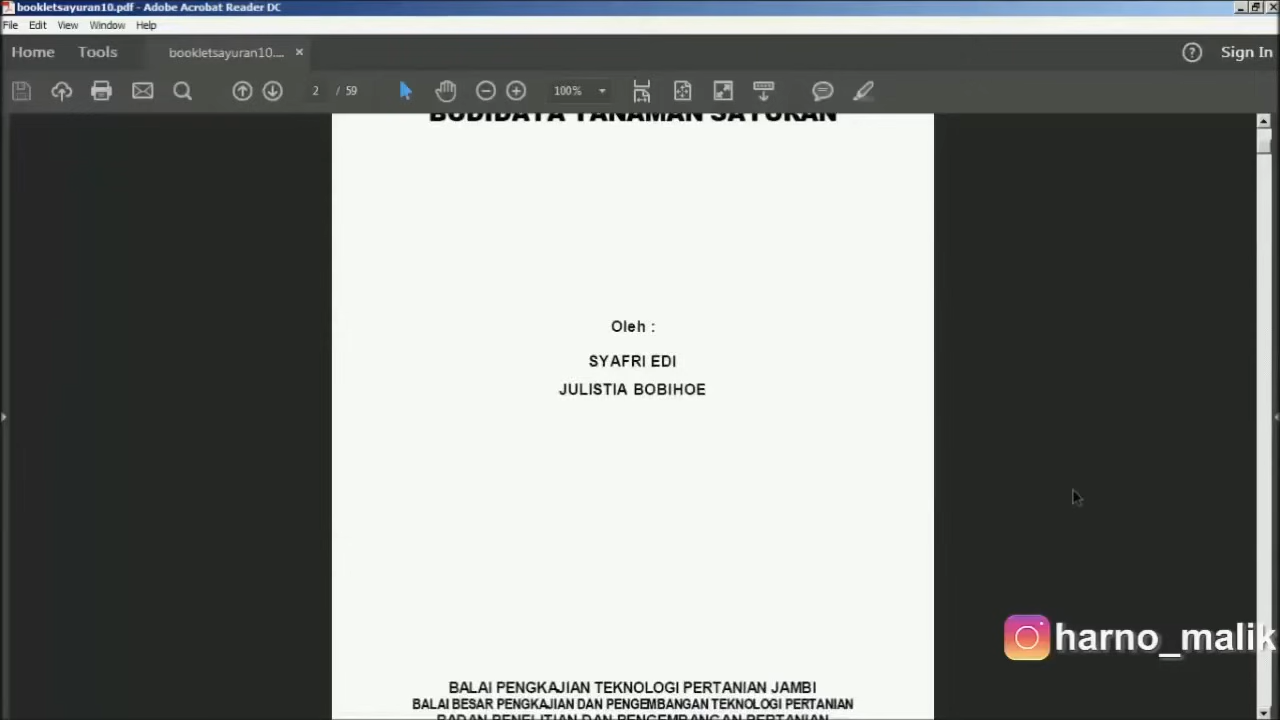 bookletsayuran10.pdf - Adobe Acrobat Reader DC
File Edit View Window Help
Home Tools bookletsayuran10.... × ? Sign In
2 / 59 100%
BUDIDAYA TANAMAN SAYURAN
Oleh :
SYAFRI EDI
JULISTIA BOBIHOE
harno_malik
BALAI PENGKAJIAN TEKNOLOGI PERTANIAN JAMBI
BALAI BESAR PENGKAJIAN DAN PENGEMBANGAN TEKNOLOGI PERTANIAN
BADAN PENELITIAN DAN PENGEMBANGAN PERTANIAN